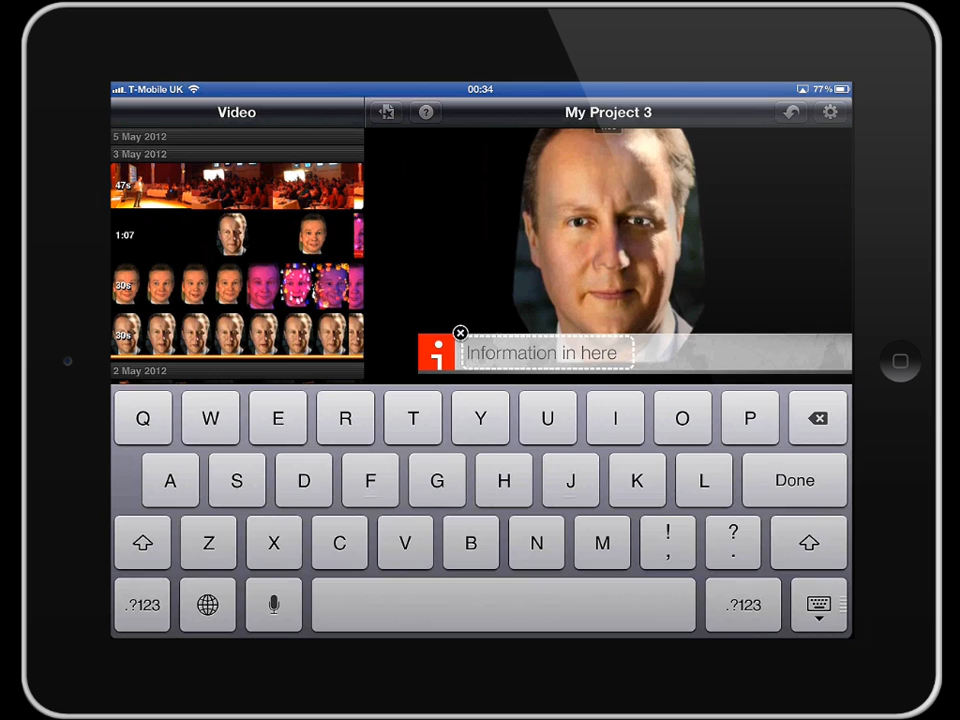 T-Mobile UK
00:34
77%
Video
My Project 3
5 May 2012
3 May 2012
47s
1:07
30s
30s
2 May 2012
i Information in here
Q W E R T Y U I O P
A S D F G H J K L Done
Z X C V B N M ! , ? .
.?123 .?123